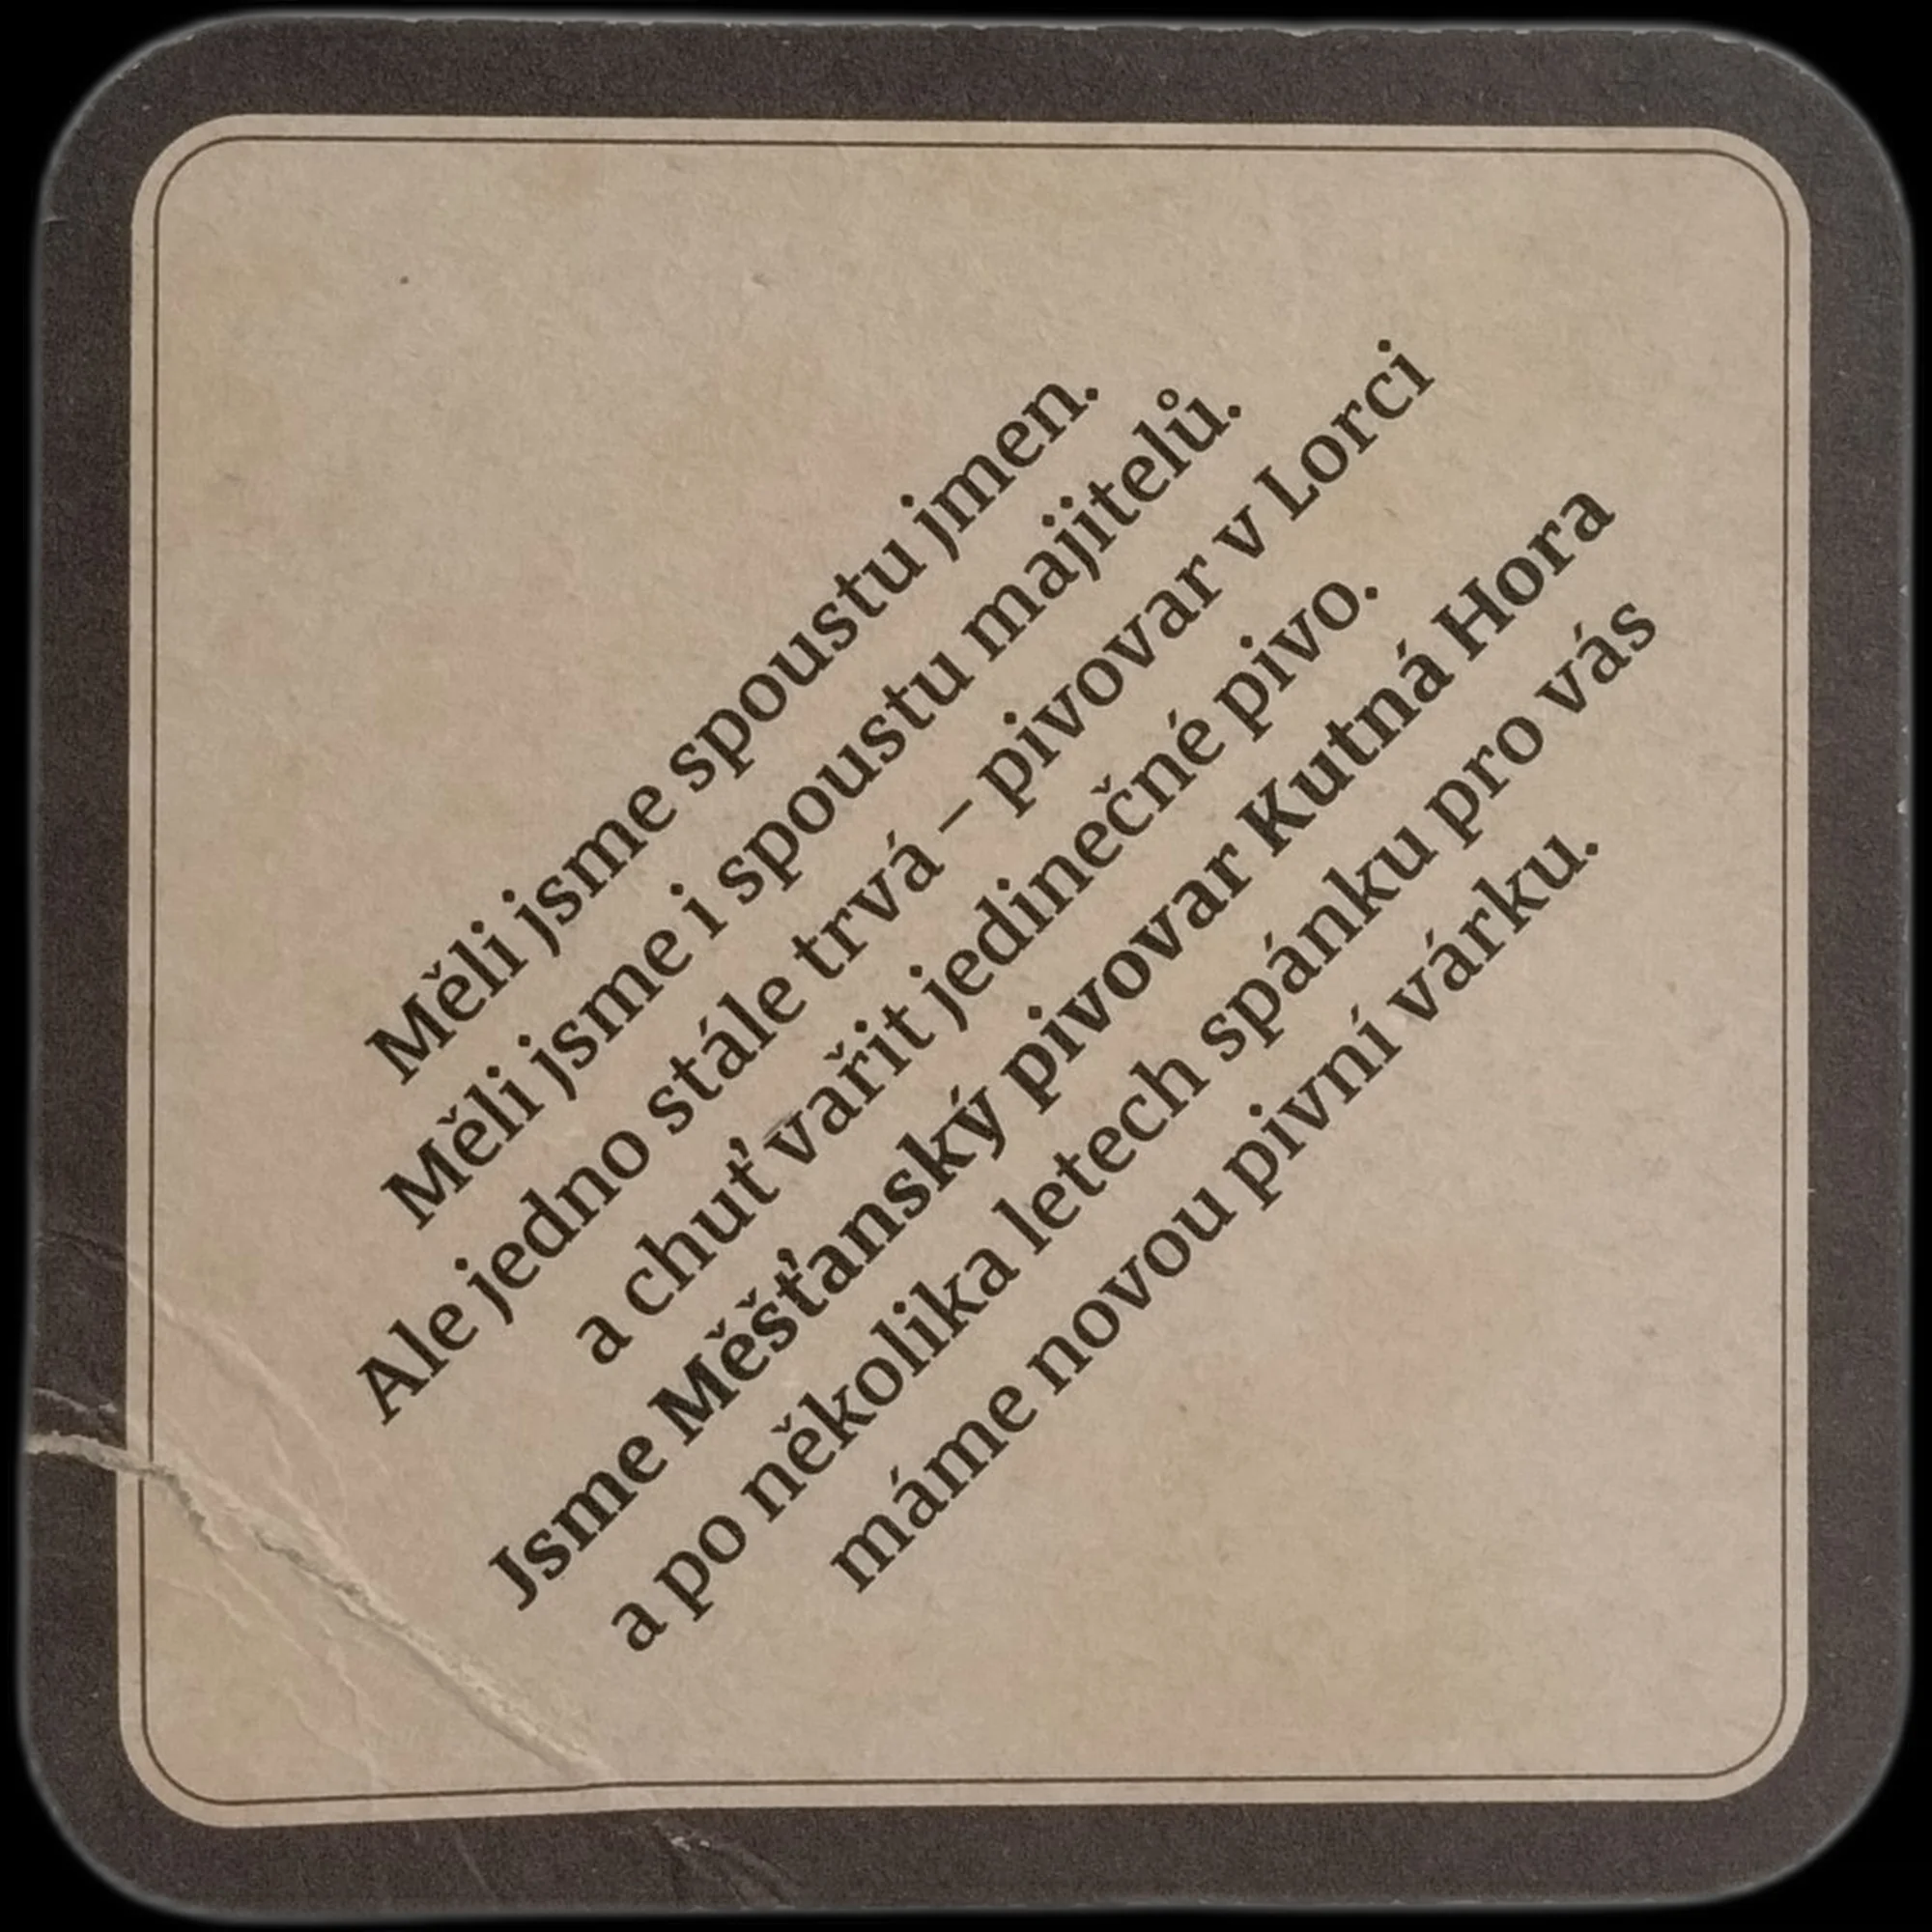 Měli jsme spoustu jmen.
Měli jsme i spoustu majitelů.
Ale jedno stále trvá – pivovar v Lorci
a chuť vařit jedinečné pivo.
Jsme Měšťanský pivovar Kutná Hora
a po několika letech spánku pro vás
máme novou pivní várku.